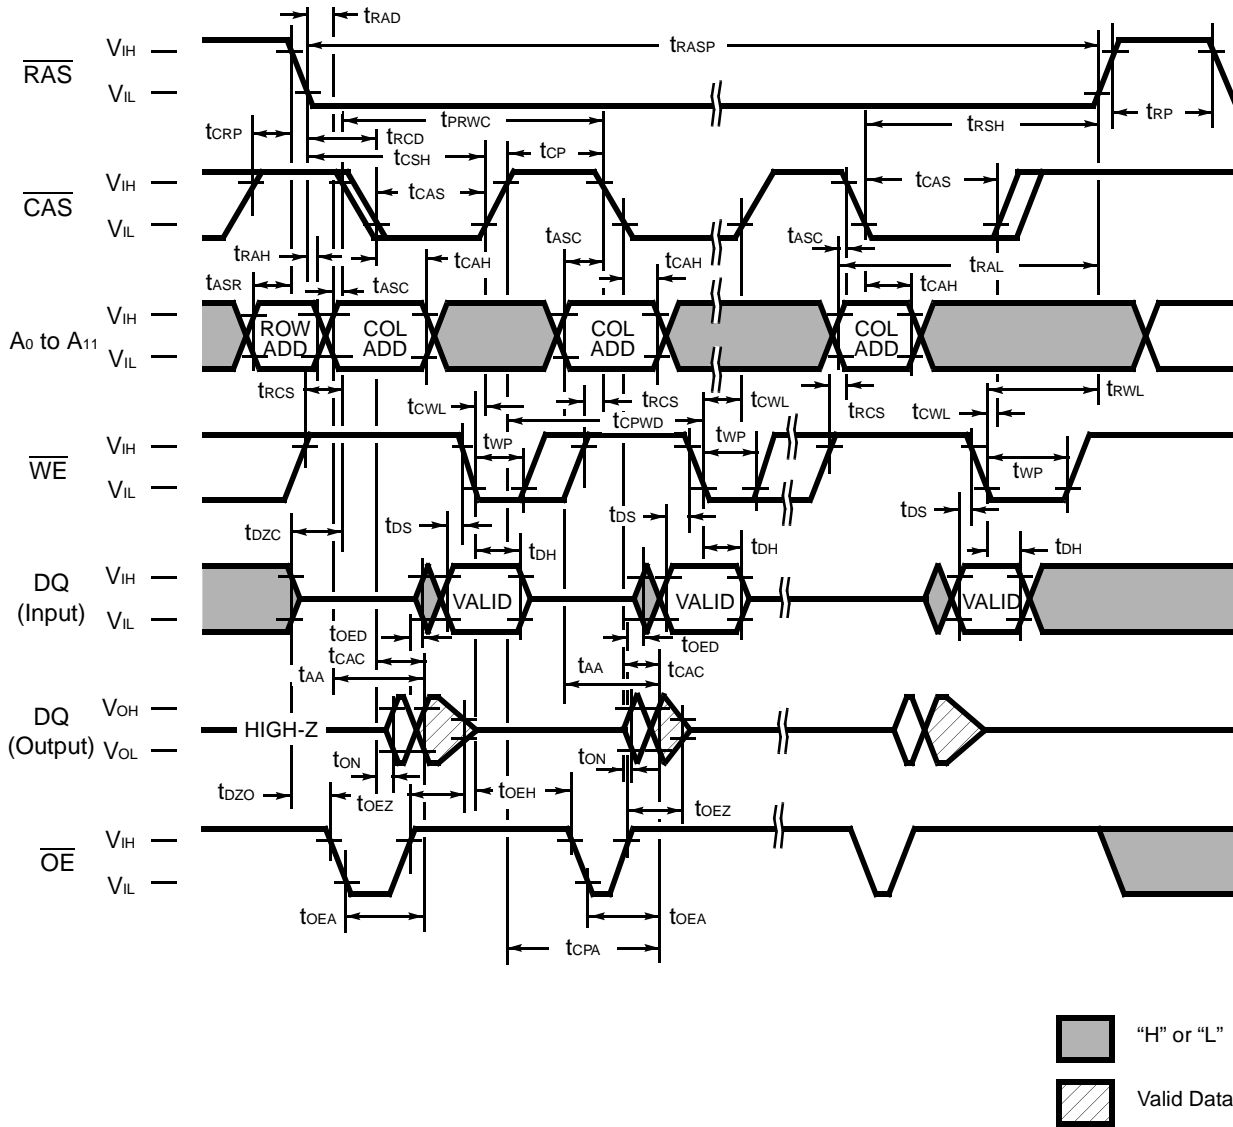 tRAD
VIH
tRASP
RAS
VIL
tPRWC
tRSH
tRP
tCRP
tRCD
tCSH
tCP
VIH
tCAS
tCAS
CAS
VIL
tASC
tASC
tRAH
tCAH
tCAH
tRAL
tASR
tASC
tCAH
VIH
ROW ADD
COL ADD
COL ADD
COL ADD
A0 to A11
VIL
tRCS
tRCS
tRCS
tRWL
tCWL
tCPWD
tCWL
tCWL
VIH
tWP
tWP
tWP
WE
VIL
tDS
tDS
tDS
tDZC
tDH
tDH
tDH
VIH
DQ
(Input)
VALID
VALID
VALID
VIL
tOED
tOED
tCAC
tCAC
tAA
tAA
VOH
DQ
(Output)
HIGH-Z
VOL
tON
tON
tDZO
tOEZ
tOEH
tOEZ
VIH
OE
VIL
tOEA
tOEA
tCPA
“H” or “L”
Valid Data